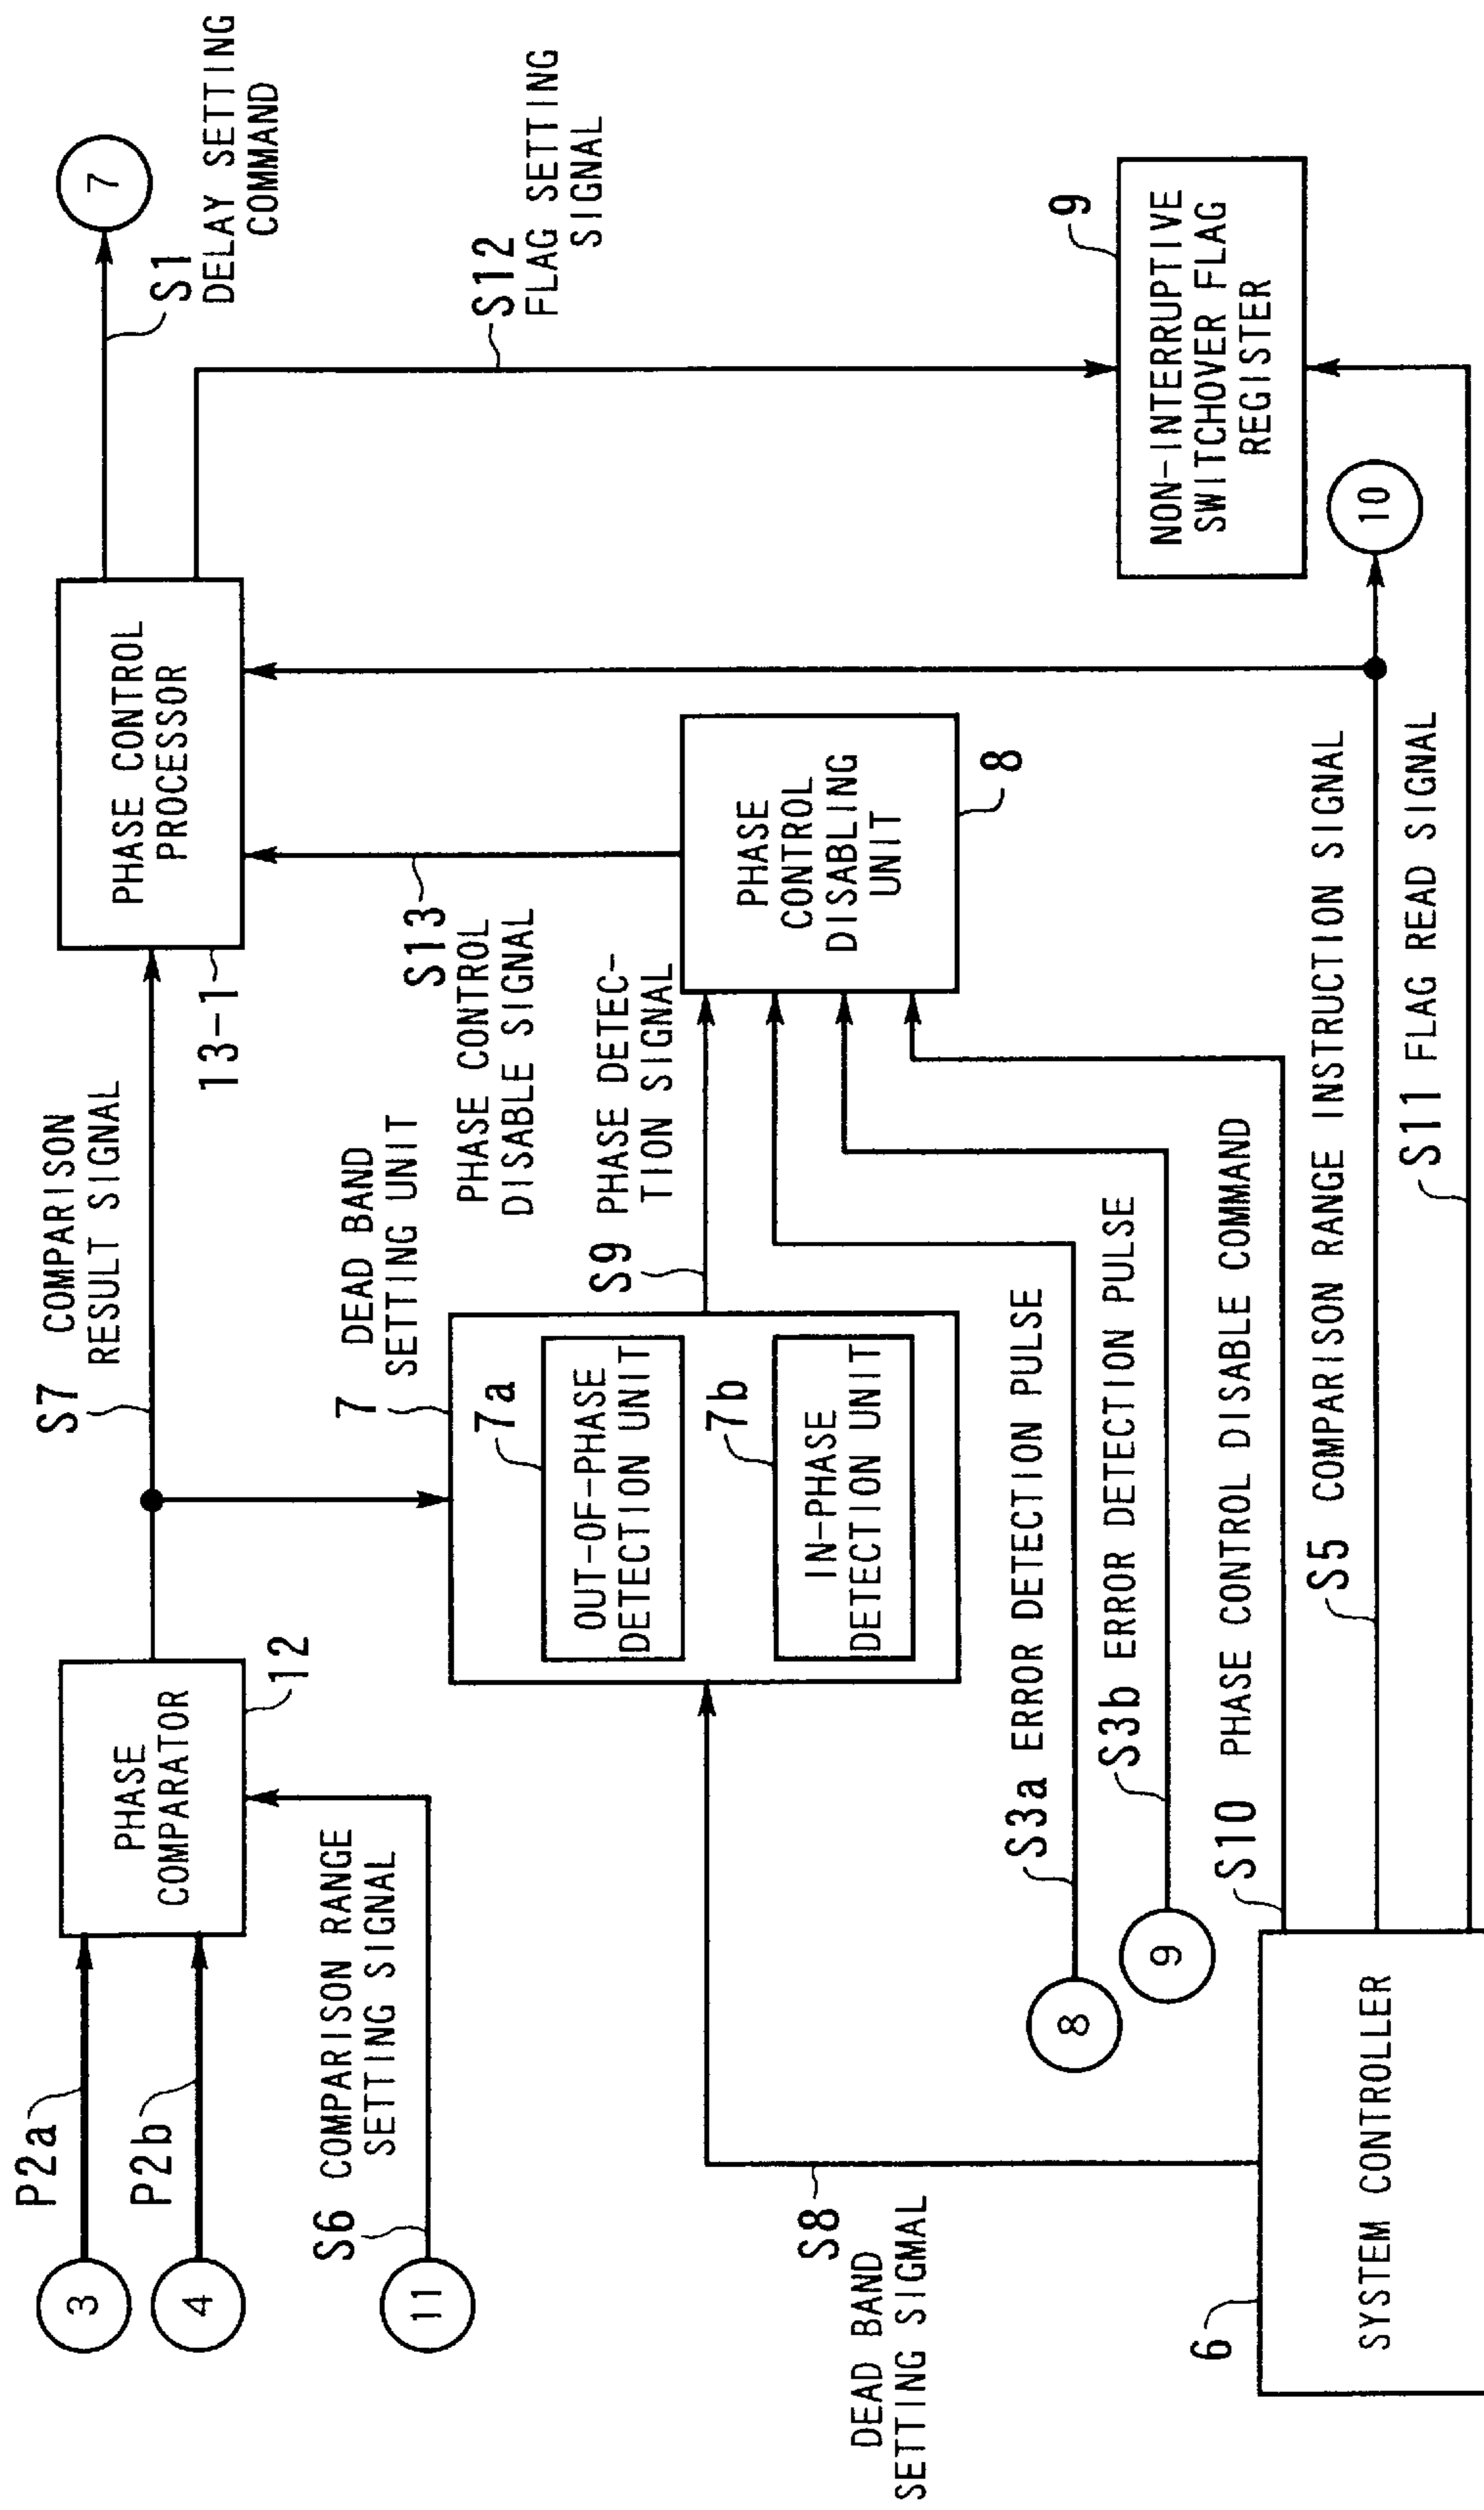 3
P2a
4
P2b
PHASE
COMPARATOR
12
11
S6
COMPARISON RANGE
SETTING SIGNAL
S7
COMPARISON
RESULT SIGNAL
13-1
PHASE CONTROL
PROCESSOR
7
S1
DELAY SETTING
COMMAND
S12
FLAG SETTING
SIGNAL
7
DEAD BAND
SETTING UNIT
7a
OUT-OF-PHASE
DETECTION UNIT
7b
IN-PHASE
DETECTION UNIT
S13
PHASE CONTROL
DISABLE SIGNAL
S9
PHASE DETEC-
TION SIGNAL
PHASE
CONTROL
DISABLING
UNIT
8
S8
DEAD BAND
SETTING SIGMAL
8
S3a ERROR DETECTION PULSE
9
S3b ERROR DETECTION PULSE
S10 PHASE CONTROL DISABLE COMMAND
S5 COMPARISON RANGE INSTRUCTION SIGNAL
10
S11 FLAG READ SIGNAL
9
NON-INTERRUPTIVE
SWITCHOVER FLAG
REGISTER
6
SYSTEM CONTROLLER